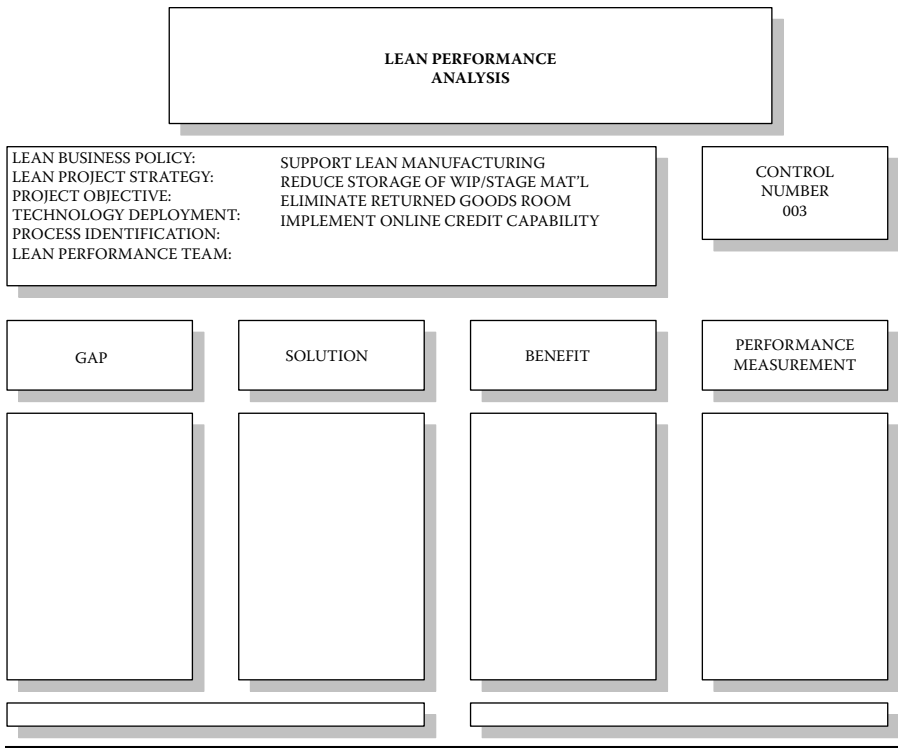 LEAN PERFORMANCE
ANALYSIS
LEAN BUSINESS POLICY: SUPPORT LEAN MANUFACTURING
LEAN PROJECT STRATEGY: REDUCE STORAGE OF WIP/STAGE MAT'L
PROJECT OBJECTIVE: ELIMINATE RETURNED GOODS ROOM
TECHNOLOGY DEPLOYMENT: IMPLEMENT ONLINE CREDIT CAPABILITY
PROCESS IDENTIFICATION:
LEAN PERFORMANCE TEAM:
CONTROL
NUMBER
003
GAP
SOLUTION
BENEFIT
PERFORMANCE
MEASUREMENT